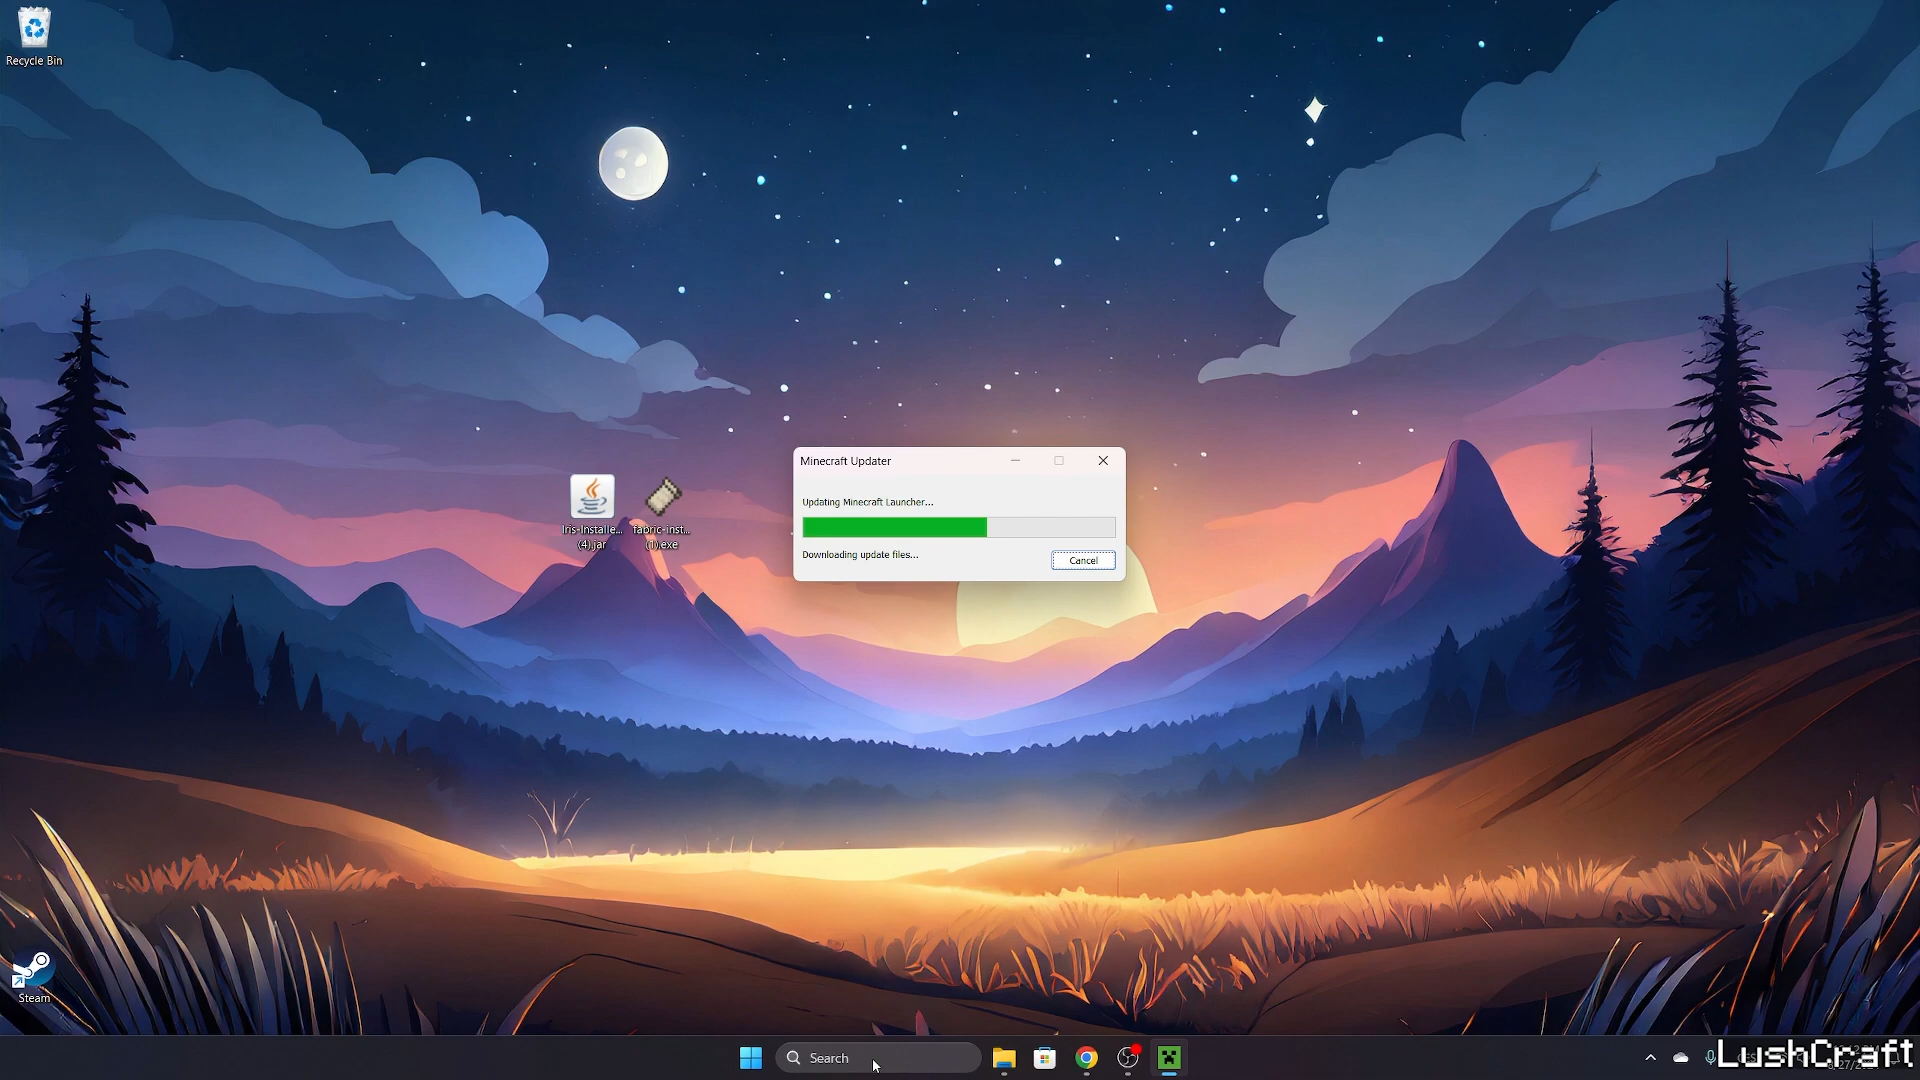 Recycle Bin
Minecraft Updater
Updating Minecraft Launcher...
Downloading update files...
Cancel
Iris-Installe...
(4).jar
fabric-inst...
(1).exe
Steam
Search
LushCraft